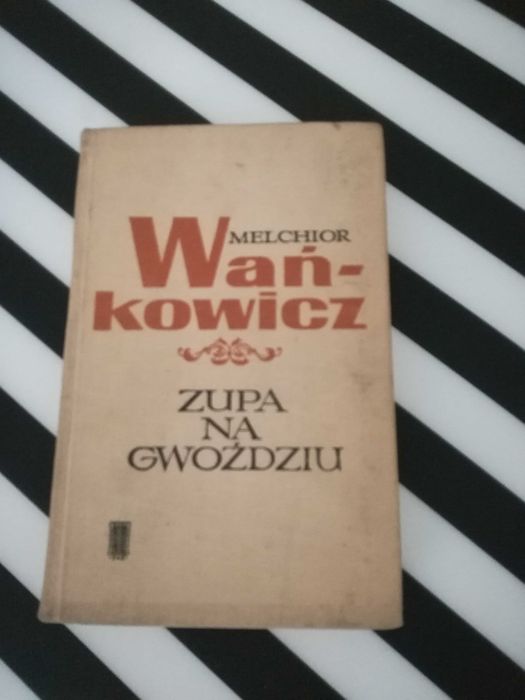 MELCHIOR
Wań-
kowicz
ZUPA
NA
GWOŹDZIU